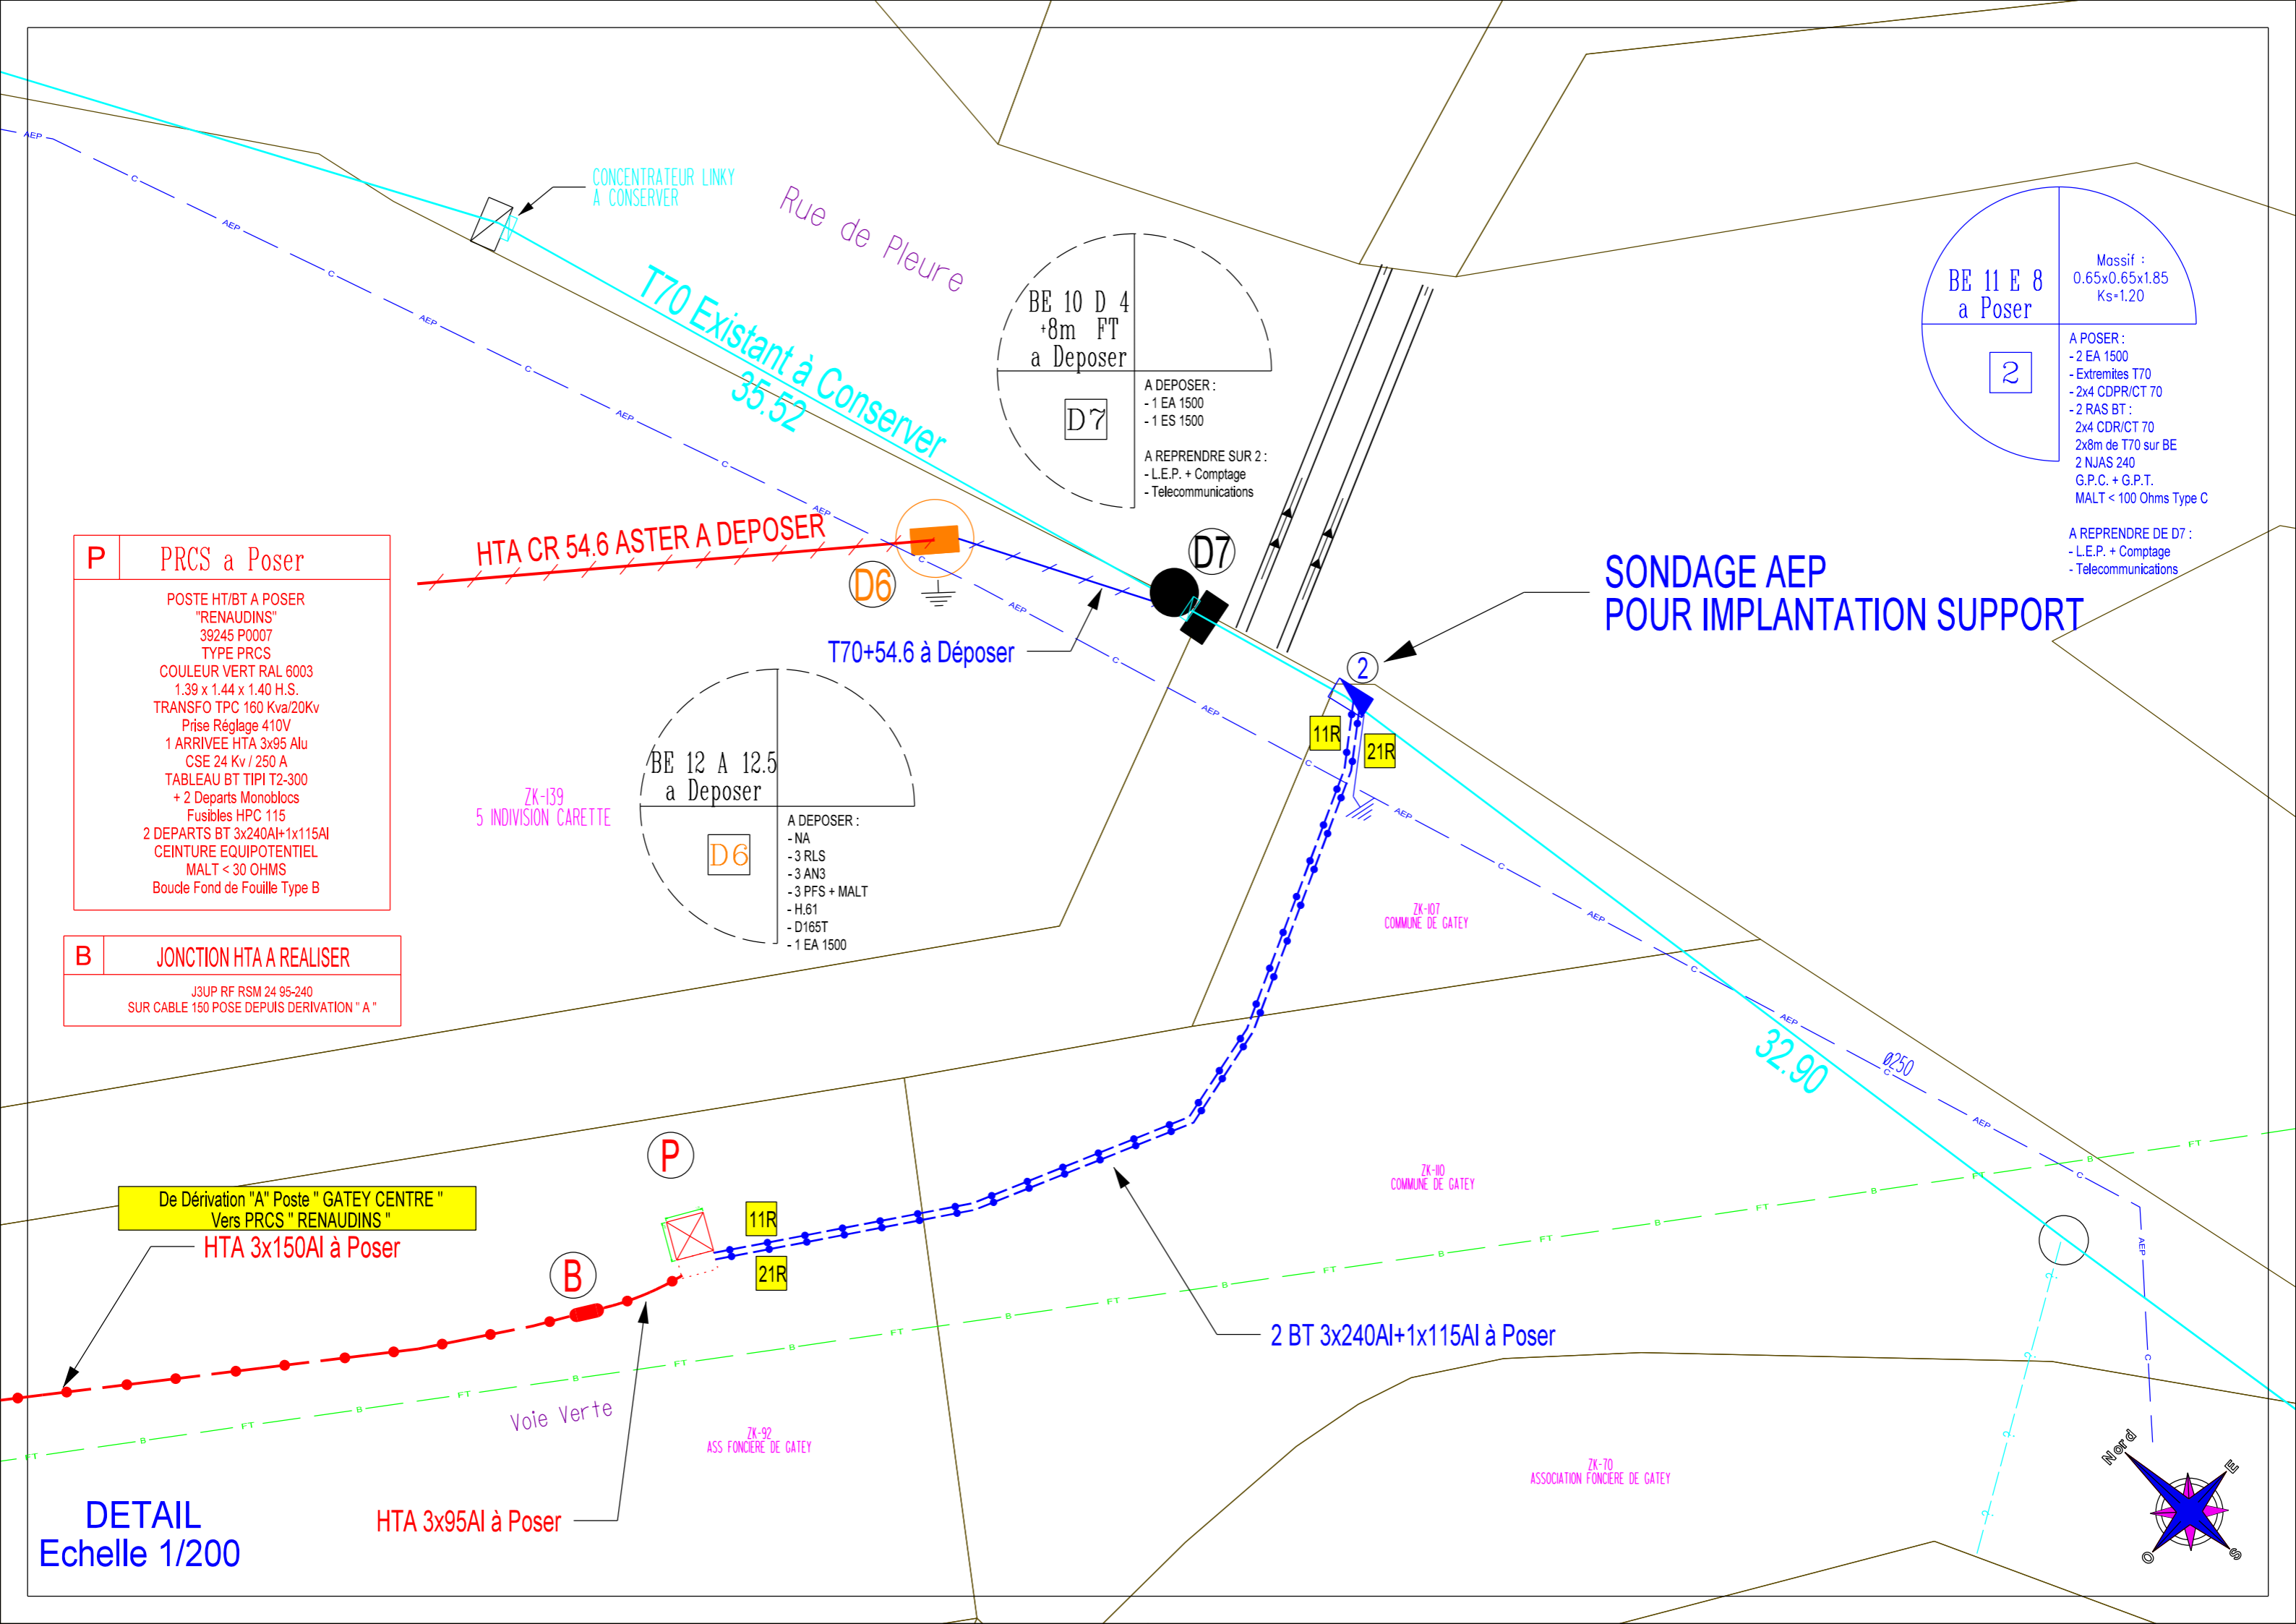 CONCENTRATEUR LINKY
A CONSERVER
Rue de Pleure
T70 Existant à Conserver
35.52
BE 10 D 4
+8m FT
a Deposer
D7
A DEPOSER :
- 1 EA 1500
- 1 ES 1500
A REPRENDRE SUR 2 :
- L.E.P. + Comptage
- Telecommunications
BE 11 E 8
a Poser
Massif :
0.65x0.65x1.85
Ks=1.20
2
A POSER :
- 2 EA 1500
- Extremites T70
- 2x4 CDPR/CT 70
- 2 RAS BT :
2x4 CDR/CT 70
2x8m de T70 sur BE
2 NJAS 240
G.P.C. + G.P.T.
MALT < 100 Ohms Type C
A REPRENDRE DE D7 :
- L.E.P. + Comptage
- Telecommunications
SONDAGE AEP
POUR IMPLANTATION SUPPORT
HTA CR 54.6 ASTER A DEPOSER
D6
D7
T70+54.6 à Déposer
2
11R
21R
P
PRCS a Poser
POSTE HT/BT A POSER
"RENAUDINS"
39245 P0007
TYPE PRCS
COULEUR VERT RAL 6003
1.39 x 1.44 x 1.40 H.S.
TRANSFO TPC 160 Kva/20Kv
Prise Réglage 410V
1 ARRIVEE HTA 3x95 Alu
CSE 24 Kv / 250 A
TABLEAU BT TIPI T2-300
+ 2 Departs Monoblocs
Fusibles HPC 115
2 DEPARTS BT 3x240Al+1x115Al
CEINTURE EQUIPOTENTIEL
MALT < 30 OHMS
Boucle Fond de Fouille Type B
B
JONCTION HTA A REALISER
J3UP RF RSM 24 95-240
SUR CABLE 150 POSE DEPUIS DERIVATION " A "
ZK-139
5 INDIVISION CARETTE
BE 12 A 12.5
a Deposer
D6
A DEPOSER :
- NA
- 3 RLS
- 3 AN3
- 3 PFS + MALT
- H.61
- D165T
- 1 EA 1500
ZK-107
COMMUNE DE GATEY
32.90
Ø250
ZK-110
COMMUNE DE GATEY
P
De Dérivation "A" Poste " GATEY CENTRE "
Vers PRCS " RENAUDINS "
HTA 3x150Al à Poser
B
11R
21R
2 BT 3x240Al+1x115Al à Poser
Voie Verte
ZK-92
ASS FONCIERE DE GATEY
ZK-70
ASSOCIATION FONCIERE DE GATEY
HTA 3x95Al à Poser
DETAIL
Echelle 1/200
AEP
C
FT
B
Nord
E
S
O